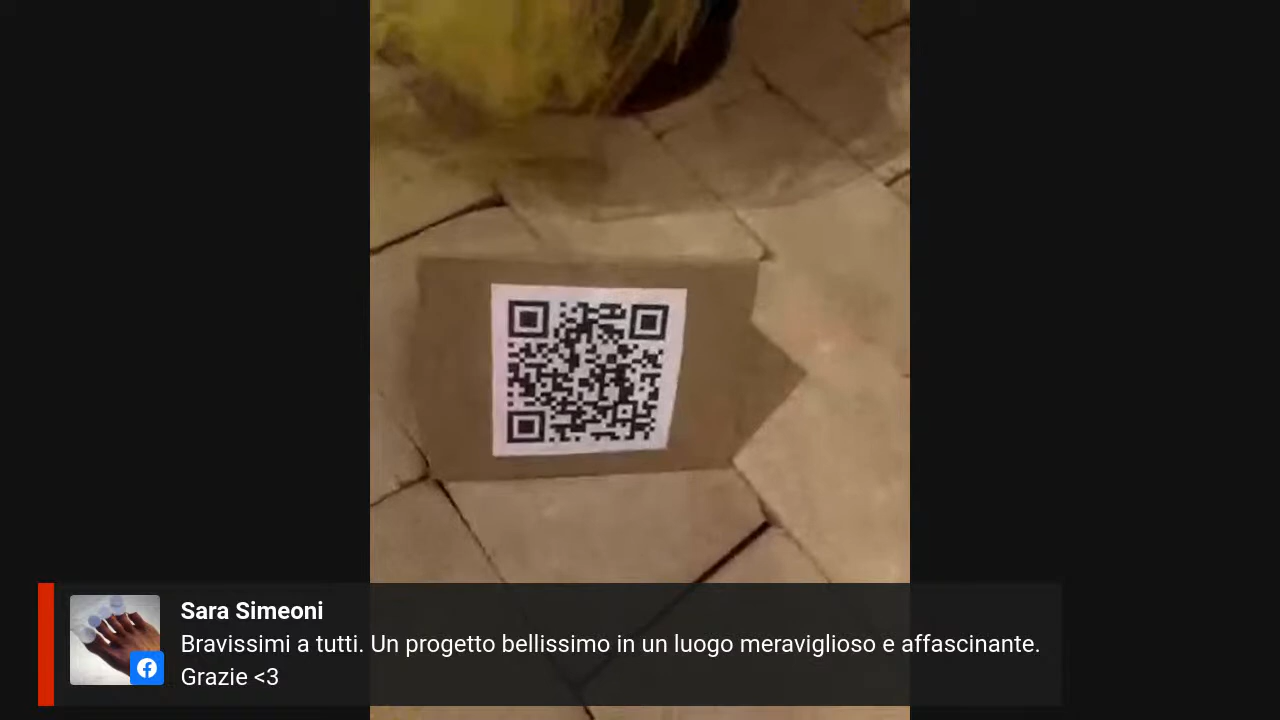 Sara Simeoni
Bravissimi a tutti. Un progetto bellissimo in un luogo meraviglioso e affascinante.
Grazie <3